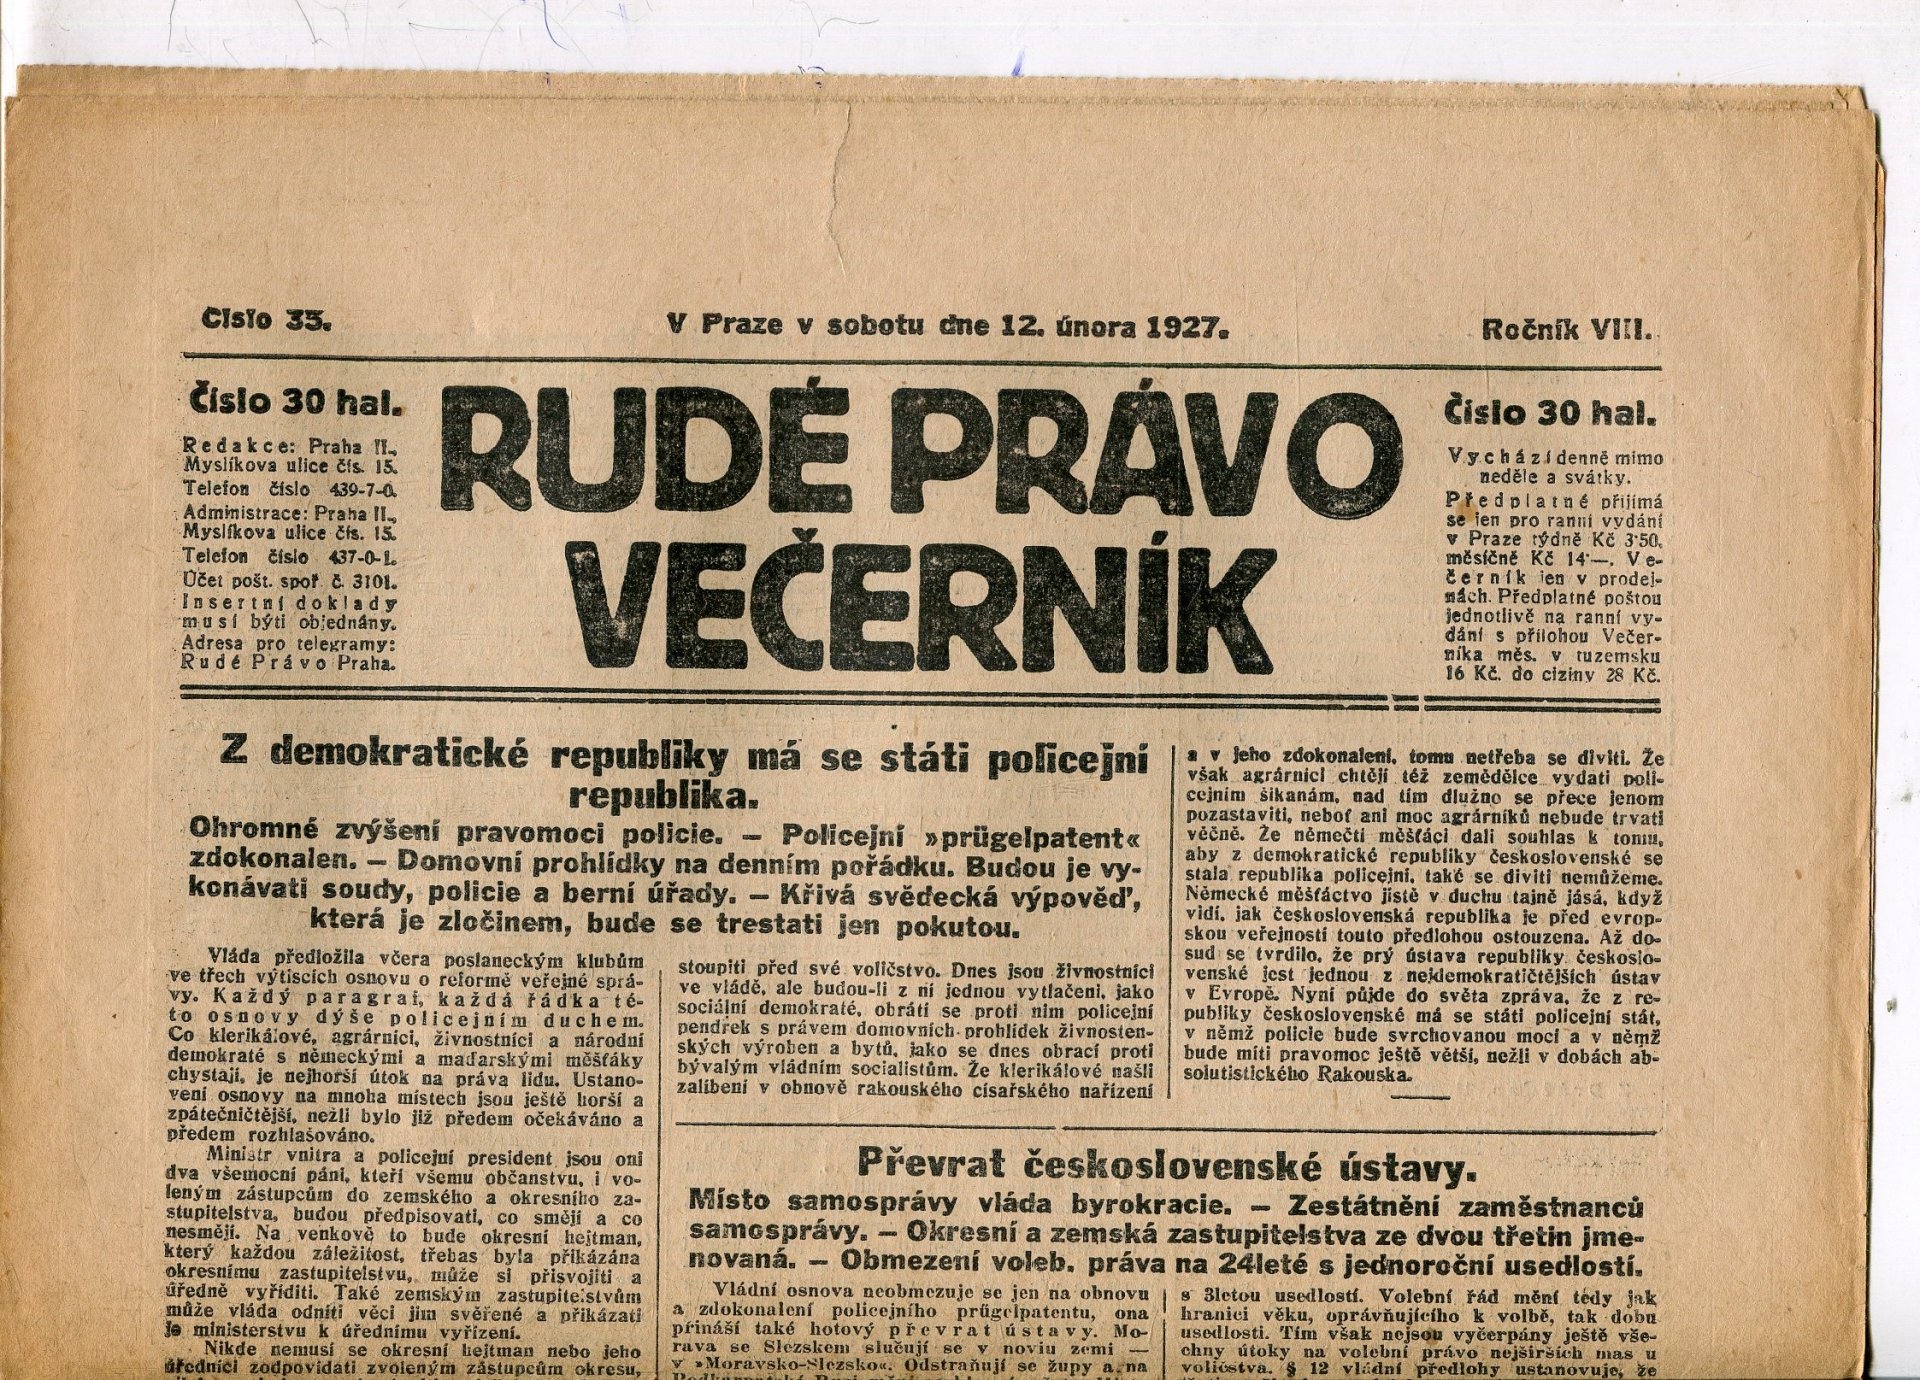 Číslo 35.
V Praze v sobotu dne 12. února 1927.
Ročník VIII.
Číslo 30 hal.
Redakce: Praha II.,
Myslíkova ulice čís. 15.
Telefon číslo 439-7-0.
Administrace: Praha II.,
Myslíkova ulice čís. 15.
Telefon číslo 437-0-1.
Účet pošt. spoř. č. 3101.
Insertní doklady
musí býti objednány.
Adresa pro telegramy:
Rudé Právo Praha.
RUDÉ PRÁVO
VEČERNÍK
Číslo 30 hal.
Vychází denně mimo
neděle a svátky.
Předplatné přijímá
se jen pro ranní vydání
v Praze týdně Kč 3·50,
měsíčně Kč 14·—. Ve-
černík jen v prodej-
nách. Předplatné poštou
jednotlivě na ranní vy-
dání s přílohou Večer-
níka měs. v tuzemsku
16 Kč. do ciziny 28 Kč.
Z demokratické republiky má se státi policejní
republika.
Ohromné zvýšení pravomoci policie. — Policejní »prügelpatent«
zdokonalen. — Domovní prohlídky na denním pořádku. Budou je vy-
konávati soudy, policie a berní úřady. — Křivá svědecká výpověď,
která je zločinem, bude se trestati jen pokutou.
Vláda předložila včera poslaneckým klubům
ve třech výtiscích osnovu o reformě veřejné sprá-
vy. Každý paragraf, každá řádka té-
to osnovy dýše policejním duchem.
Co klerikálové, agrárníci, živnostníci a národní
demokraté s německými a maďarskými měšťáky
chystají, je nejhorší útok na práva lidu. Ustano-
vení osnovy na mnoha místech jsou ještě horší a
zpátečničtější, nežli bylo již předem očekáváno a
předem rozhlašováno.
Ministr vnitra a policejní president jsou oni
dva všemocní páni, kteří všemu občanstvu, i vo-
leným zástupcům do zemského a okresního za-
stupitelstva, budou předpisovati, co smějí a co
nesmějí. Na venkově to bude okresní hejtman,
který každou záležitost, třebas byla přikázána
okresnímu zastupitelstvu, může si přisvojiti a
úředně vyříditi. Také zemským zastupitelstvům
může vláda odníti věci jim svěřené a přikázati
je ministerstvu k úřednímu vyřízení.
Nikde nemusí se okresní hejtman nebo jeho
úředníci zodpovídati zvoleným zástupcům okresu,
stoupiti před své voličstvo. Dnes jsou živnostníci
ve vládě, ale budou-li z ní jednou vytlačeni, jako
sociální demokraté, obrátí se proti nim policejní
pendrek s právem domovních prohlídek živnosten-
ských výroben a bytů, jako se dnes obrací proti
bývalým vládním socialistům. Že klerikálové našli
zalíbení v obnově rakouského císařského nařízení
a v jeho zdokonalení, tomu netřeba se diviti. Že
však agrárníci chtějí též zemědělce vydati poli-
cejním šikanám, nad tím dlužno se přece jenom
pozastaviti, neboť ani moc agrárníků nebude trvati
věčně. Že němečtí měšťáci dali souhlas k tomu,
aby z demokratické republiky československé se
stala republika policejní, také se diviti nemůžeme.
Německé měšťáctvo jistě v duchu tajně jásá, když
vidí, jak československá republika je před evrop-
skou veřejností touto předlohou ostouzena. Až do-
sud se tvrdilo, že prý ústava republiky českoslo-
venské jest jednou z nejdemokratičtějších ústav
v Evropě. Nyní půjde do světa zpráva, že z re-
publiky československé má se státi policejní stát,
v němž policie bude svrchovanou mocí a v němž
bude míti pravomoc ještě větší, nežli v dobách ab-
solutistického Rakouska.
Převrat československé ústavy.
Místo samosprávy vláda byrokracie. — Zestátnění zaměstnanců
samosprávy. — Okresní a zemská zastupitelstva ze dvou třetin jme-
novaná. — Obmezení voleb. práva na 24leté s jednoroční usedlostí.
Vládní osnova neobmezuje se jen na obnovu
a zdokonalení policejního prügelpatentu, ona
přináší také hotový převrat ústavy. Mo-
rava se Slezskem slučují se v novou zemi —
v »Moravsko-Slezsko«. Odstraňují se župy a na
s 3letou usedlostí. Volební řád mění tedy jak
hranici věku, oprávňujícího k volbě, tak dobu
usedlosti. Tím však nejsou vyčerpány ještě vše-
chny útoky na volební právo nejširších mas u
voličstva. § 12 vládní předlohy ustanovuje, že